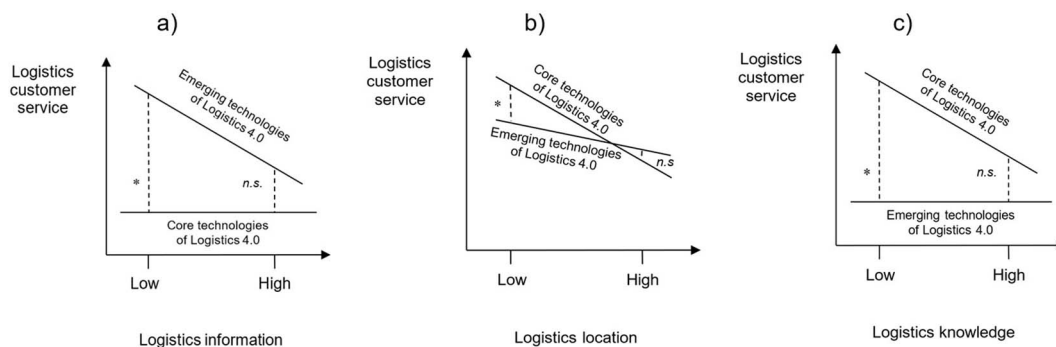 a)
Logistics
customer
service
Emerging technologies
of Logistics 4.0
*
n.s.
Core technologies
of Logistics 4.0
Low
High
Logistics information
b)
Logistics
customer
service
Core technologies
of Logistics 4.0
*
Emerging technologies
of Logistics 4.0
n.s
Low
High
Logistics location
c)
Logistics
customer
service
Core technologies
of Logistics 4.0
*
n.s.
Emerging technologies
of Logistics 4.0
Low
High
Logistics knowledge